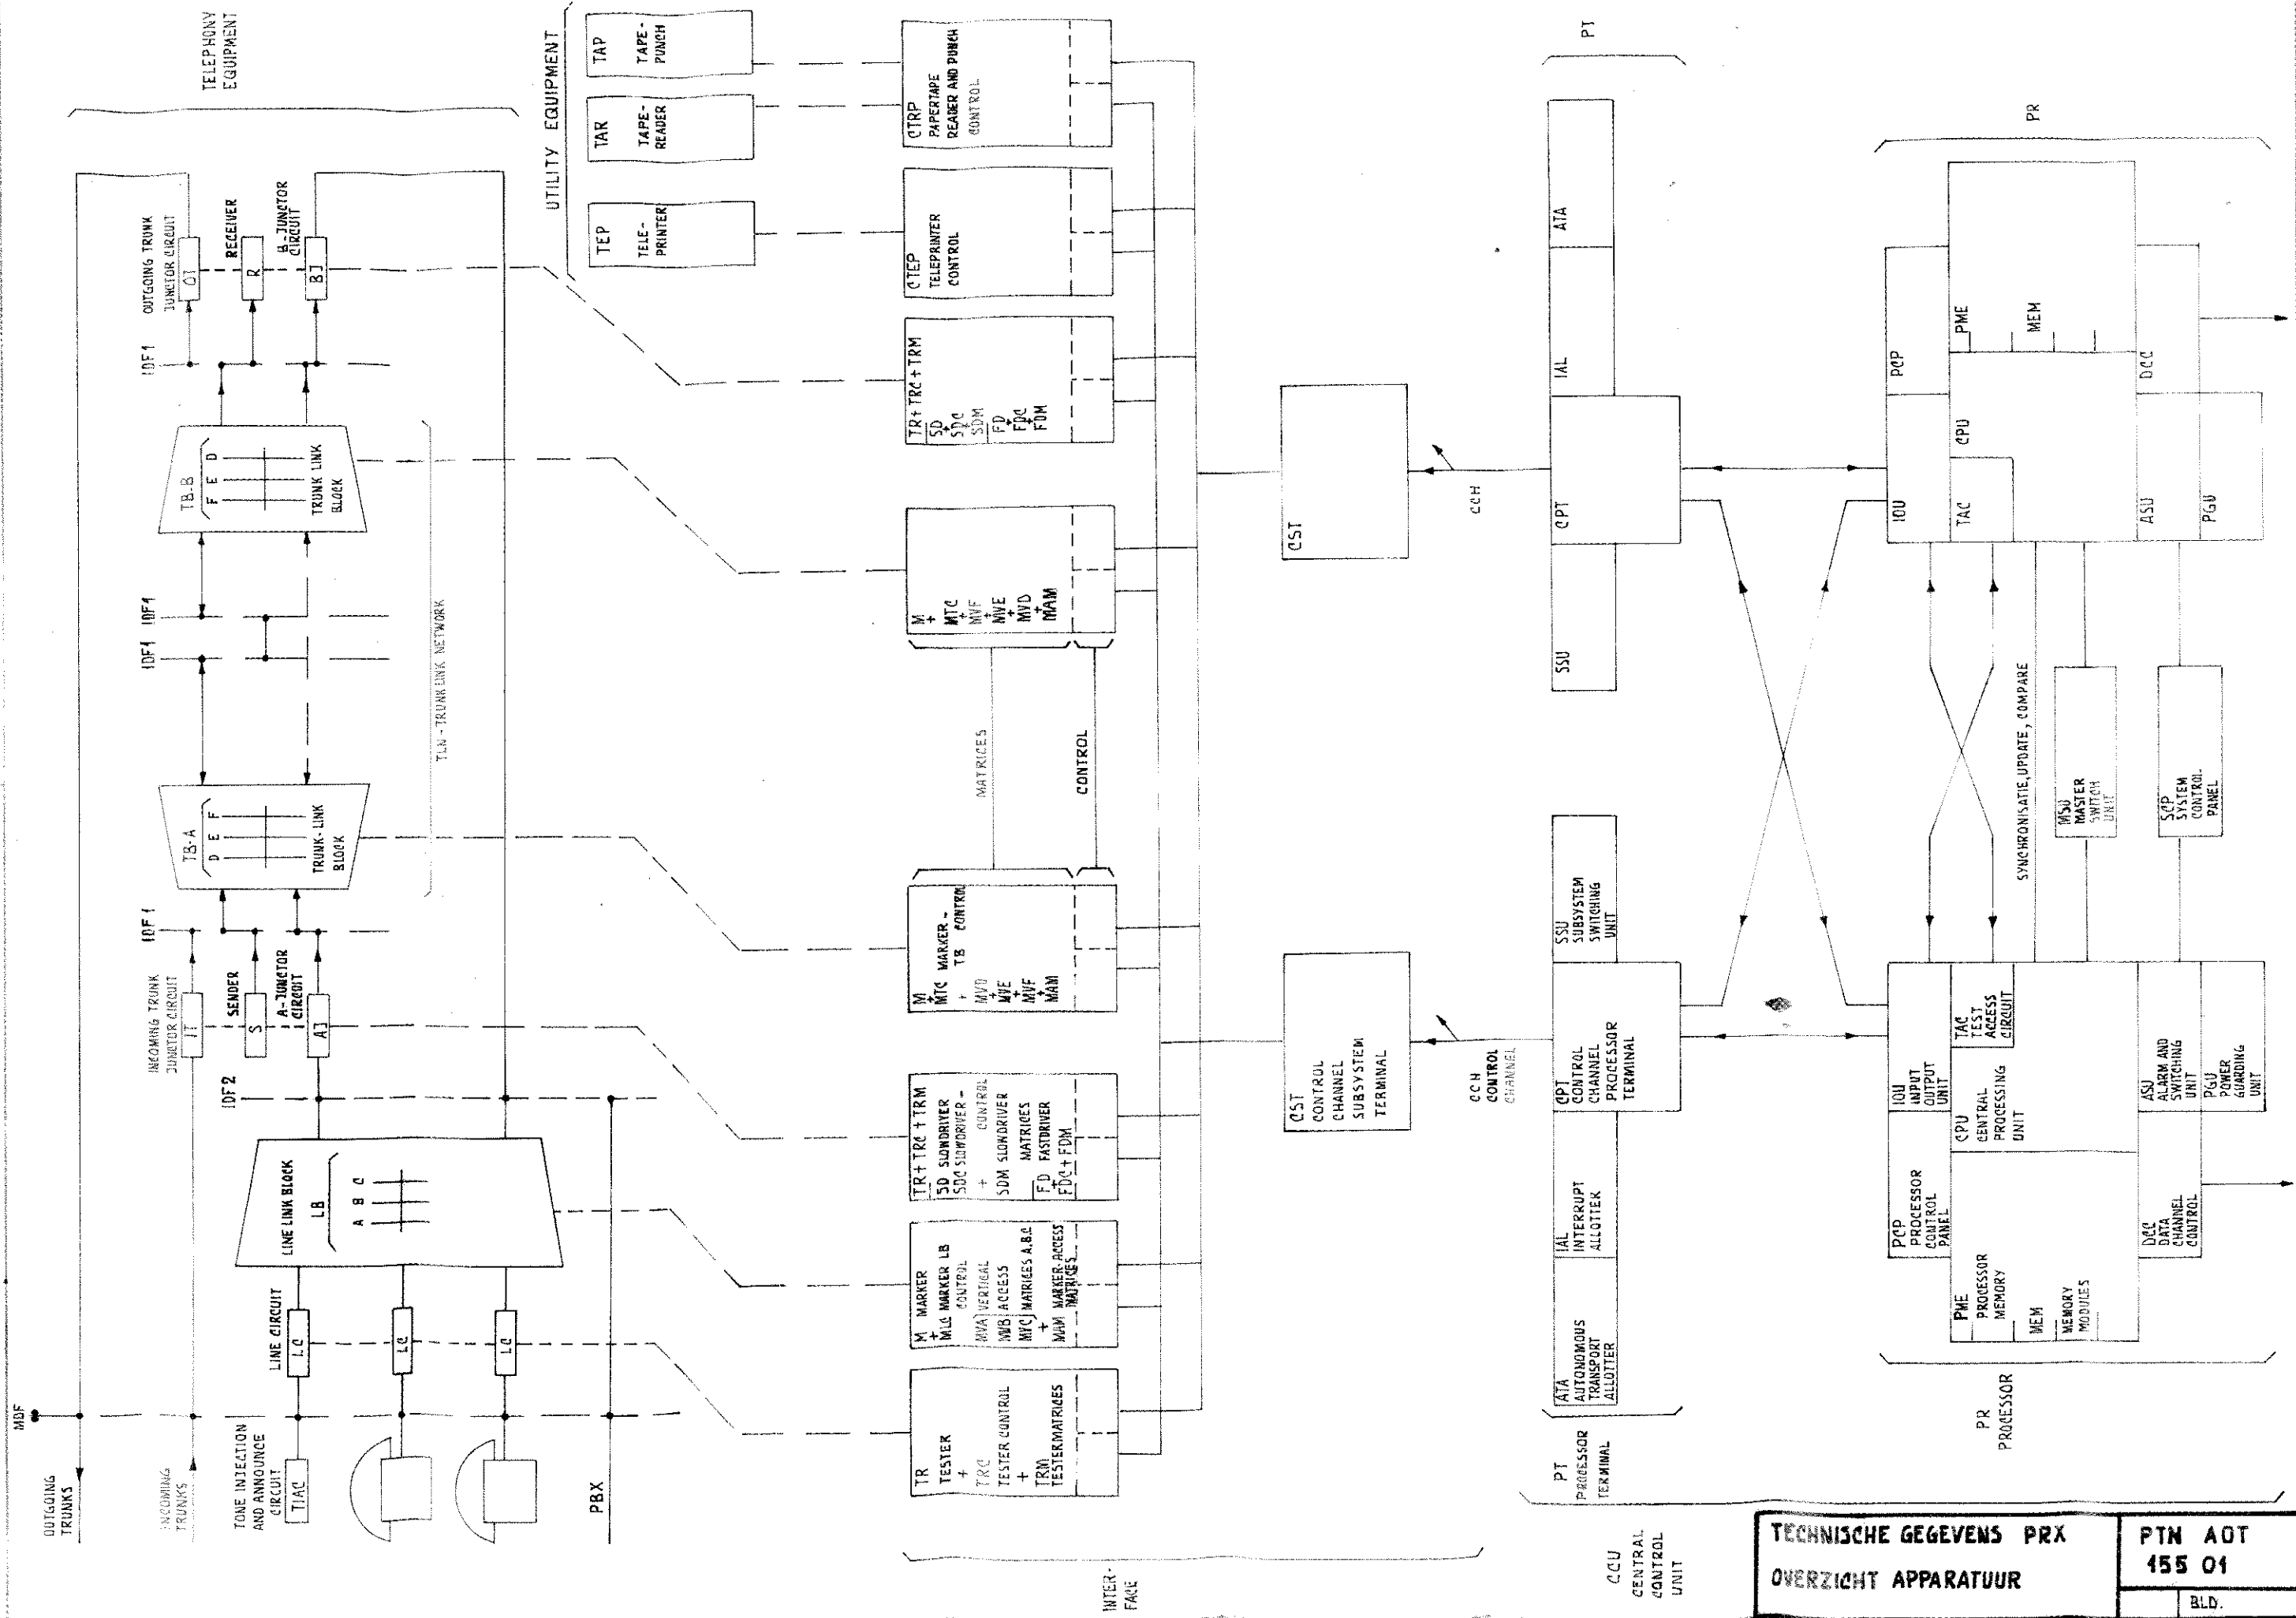 MDF
OUTGOING
TRUNKS
INCOMING
TRUNKS
TONE INJECTION
AND ANNOUNCE
CIRCUIT
TIAC
PBX
LINE CIRCUIT
LC
LC
LC
LINE LINK BLOCK
LB
A B C
IDF2
INCOMING TRUNK
JUNCTOR CIRCUIT
IT
SENDER
S
A-JUNCTOR
CIRCUIT
AJ
IDF1
TB-A
D E F
TRUNK-LINK
BLOCK
IDF1
IDF1
TLN-TRUNK LINK NETWORK
TB-B
F E D
TRUNK LINK
BLOCK
IDF1
OUTGOING TRUNK
JUNCTOR CIRCUIT
OT
RECEIVER
R
B-JUNCTOR
CIRCUIT
BJ
TELEPHONY
EQUIPMENT
UTILITY EQUIPMENT
TEP
TELE-
PRINTER
TAR
TAPE-
READER
TAP
TAPE-
PUNCH
INTER-
FACE
TR
TESTER
+
TRC
TESTER CONTROL
+
TRM
TESTERMATRICES
M MARKER
+
MLC MARKER LB
CONTROL
MVA VERTICAL
MVB ACCESS
MVC MATRICES A.B.C
+
MAM MARKER-ACCESS
MATRICES
TR+TRC+TRM
SD SLOWDRIVER
SDC SLOWDRIVER-
+ CONTROL
SDM SLOWDRIVER
MATRICES
FD FASTDRIVER
+
FDC+FDM
M MARKER-
+
MTC TB CONTROL
+
MVD
+
MVE
+
MVF
+
MAM
MATRICES
CONTROL
M
+
MTC
+
MVF
+
MVE
+
MVD
+
MAM
TR+TRC+TRM
SD
+
SDC
+
SDM
FD
+
FDC
+
FDM
CTEP
TELEPRINTER
CONTROL
CTRP
PAPERTAPE
READER AND PUNCH
CONTROL
CST
CONTROL
CHANNEL
SUBSYSTEM
TERMINAL
CST
CCH
CONTROL
CHANNEL
CCH
PT
PROCESSOR
TERMINAL
ATA
AUTONOMOUS
TRANSPORT
ALLOTTER
IAL
INTERRUPT
ALLOTTER
CPT
CONTROL
CHANNEL
PROCESSOR
TERMINAL
SSU
SUBSYSTEM
SWITCHING
UNIT
SSU
CPT
IAL
ATA
PT
CCU
CENTRAL
CONTROL
UNIT
PR
PROCESSOR
PME
PROCESSOR
MEMORY
MEM
MEMORY
MODULES
PCP
PROCESSOR
CONTROL
PANEL
IOU
INPUT
OUTPUT
UNIT
CPU
CENTRAL
PROCESSING
UNIT
TAC
TEST
ACCESS
CIRCUIT
DCC
DATA
CHANNEL
CONTROL
ASU
ALARM AND
SWITCHING
UNIT
PGU
POWER
GUARDING
UNIT
SYNCHRONISATIE, UPDATE, COMPARE
MSU
MASTER
SWITCH
UNIT
SCP
SYSTEM
CONTROL-
PANEL
IOU
PCP
TAC
CPU
PME
MEM
ASU
DCC
PGU
PR
TECHNISCHE GEGEVENS PRX
OVERZICHT APPARATUUR
PTN AOT
155 01
BLD.